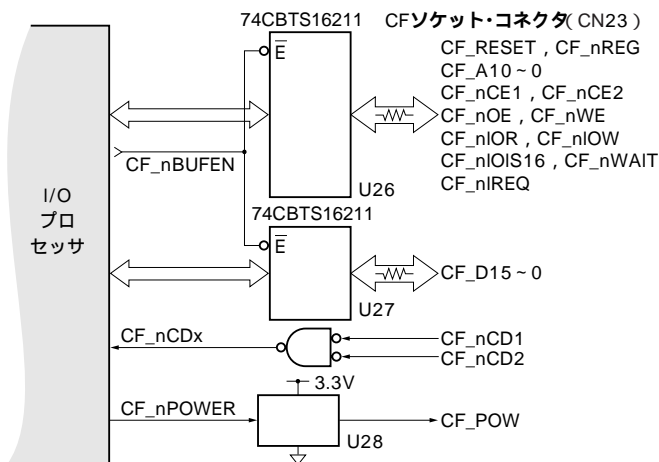 74CBTS16211
CFソケット・コネクタ(CN23)
E
CF_RESET,CF_nREG
CF_A10~0
CF_nCE1,CF_nCE2
CF_nOE,CF_nWE
CF_nIOR,CF_nIOW
CF_nIOIS16,CF_nWAIT
CF_nIREQ
CF_nBUFEN
U26
I/O
プロ
セッサ
74CBTS16211
E
CF_D15~0
U27
CF_nCDx
CF_nCD1
CF_nCD2
3.3V
CF_nPOWER
CF_POW
U28